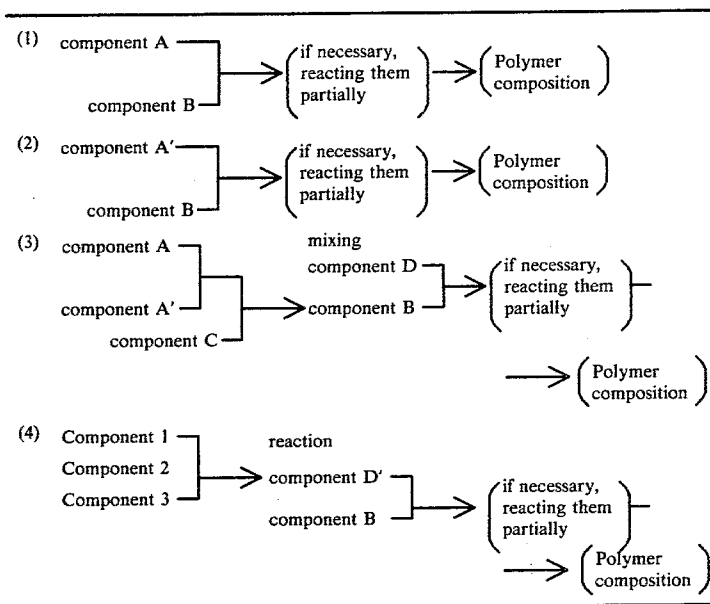 (1) component A
component B
(if necessary,
reacting them
partially)
(Polymer
composition)
(2) component A′
component B
(if necessary,
reacting them
partially)
(Polymer
composition)
(3) component A
component A′
component C
mixing
component D
component B
(if necessary,
reacting them
partially)
(Polymer
composition)
(4) Component 1
Component 2
Component 3
reaction
component D′
component B
(if necessary,
reacting them
partially)
(Polymer
composition)